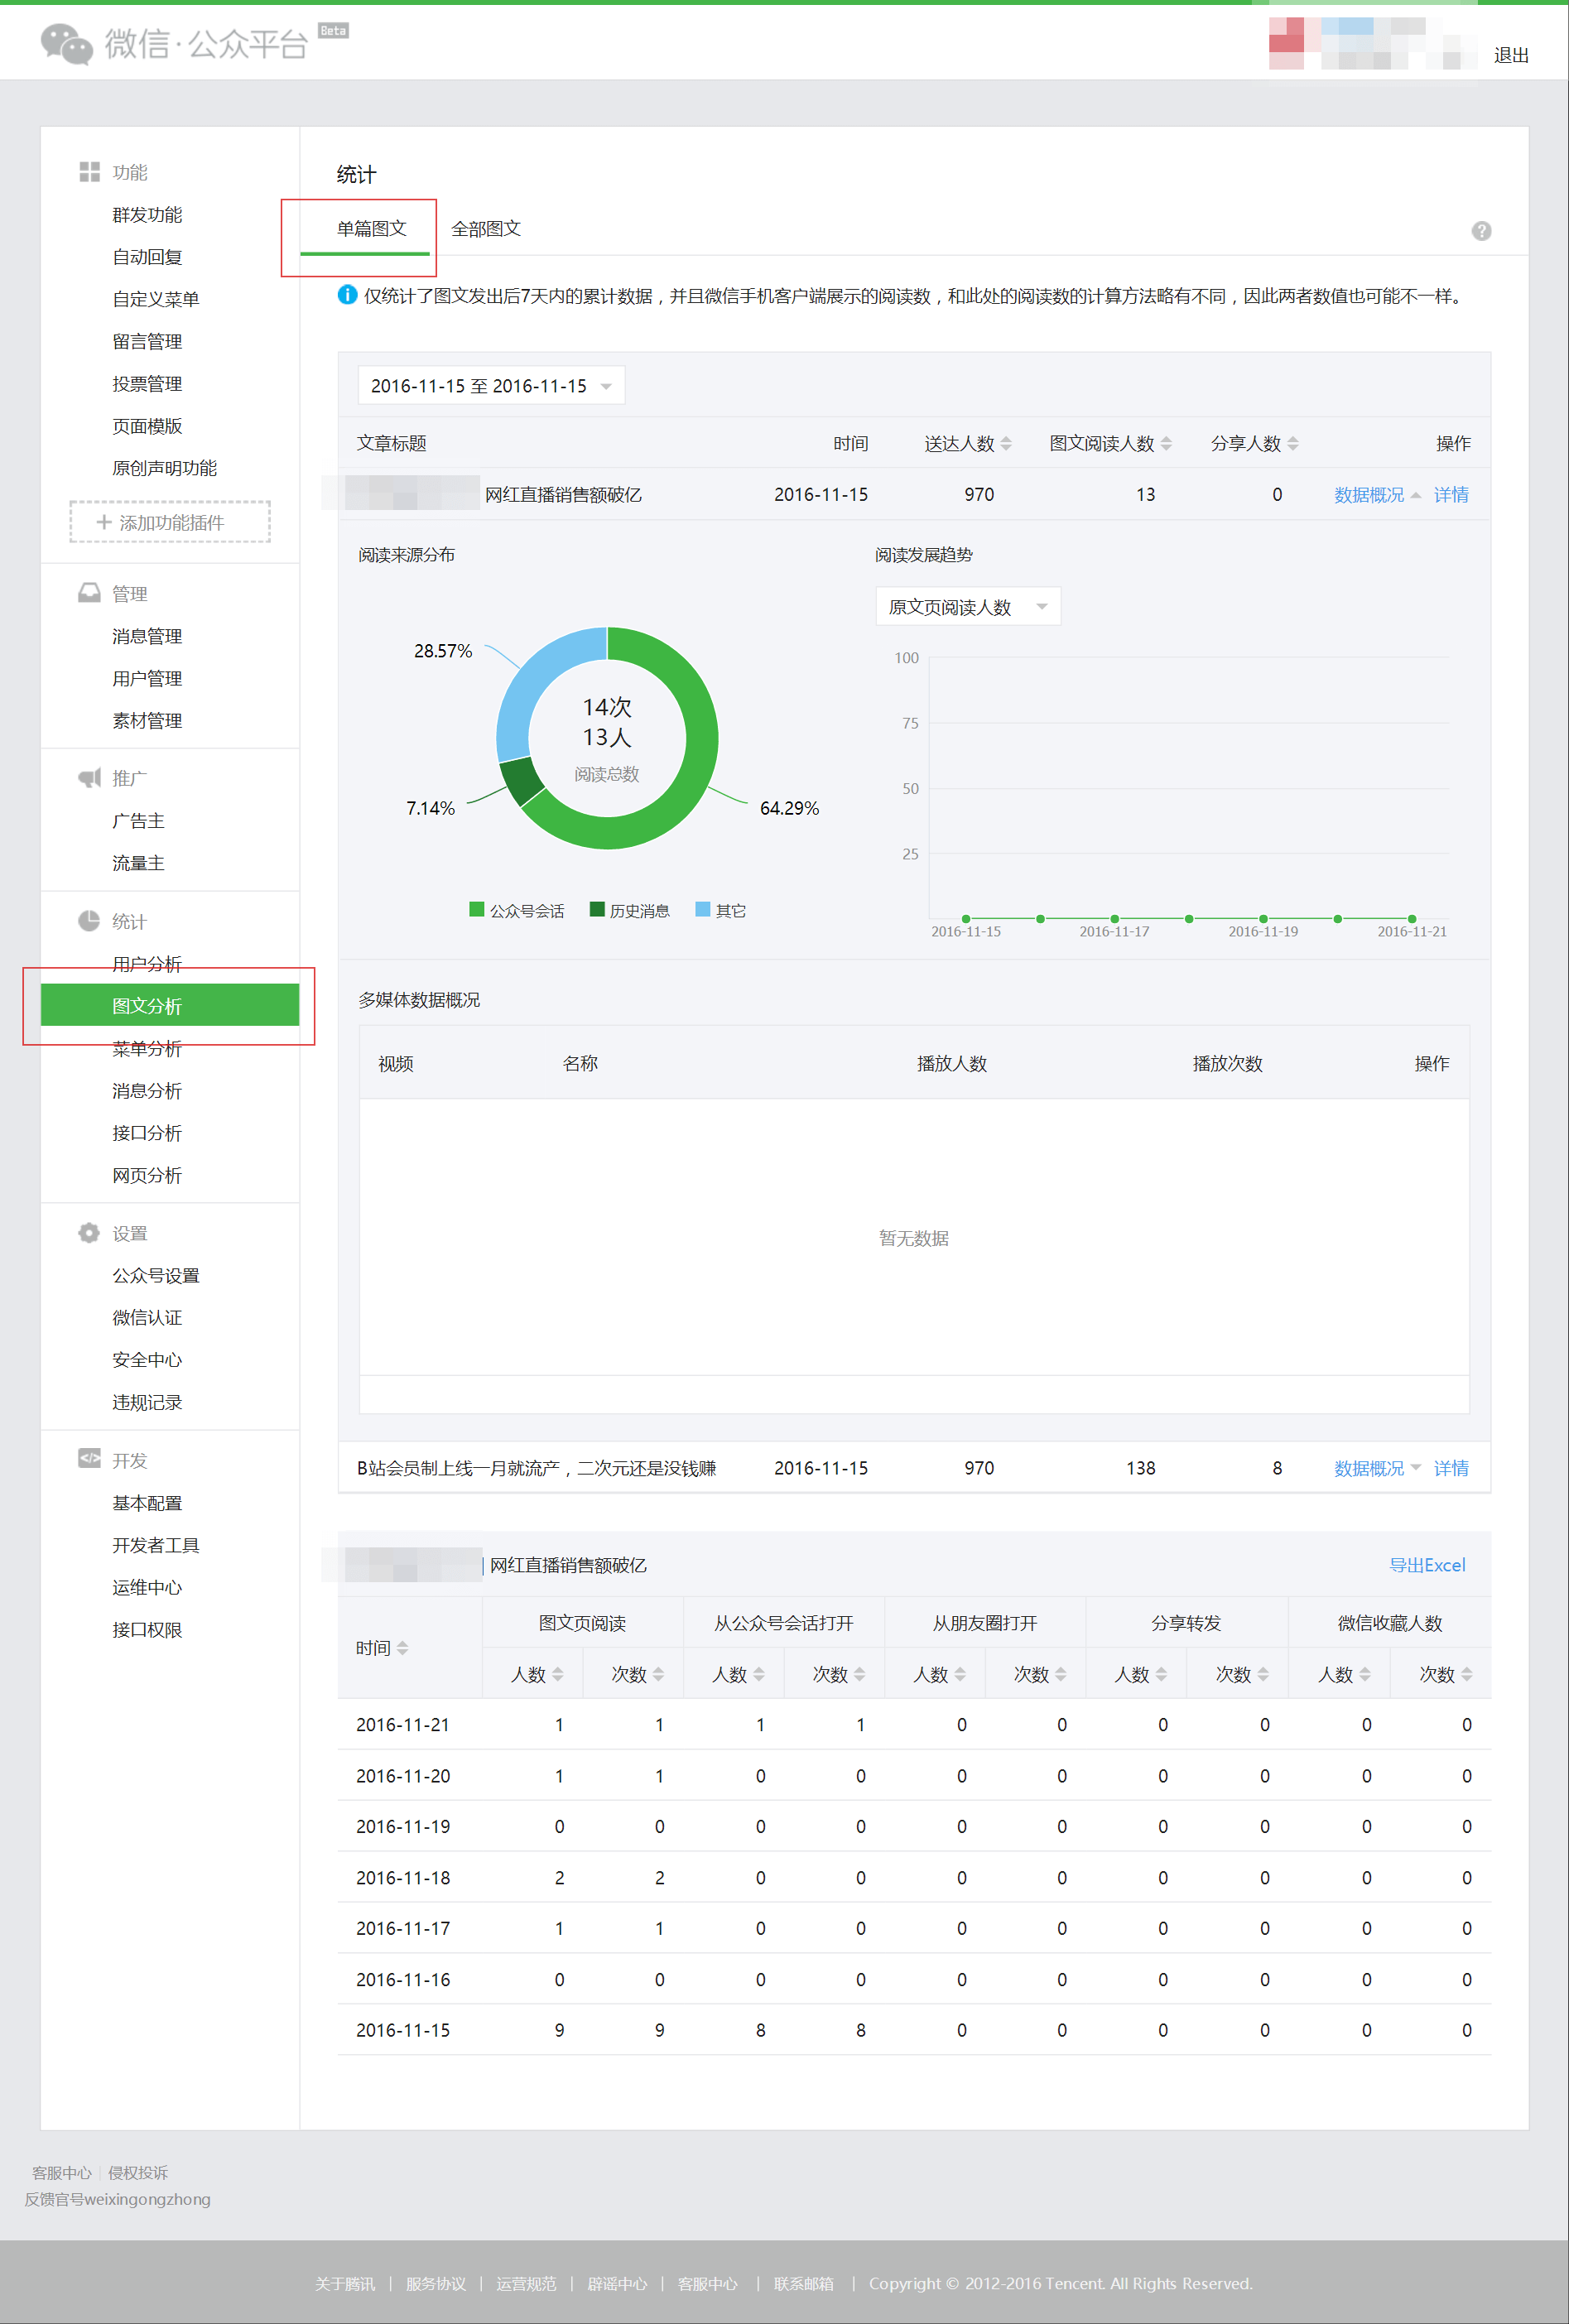 微信·公众平台 Beta
退出
功能
群发功能
自动回复
自定义菜单
留言管理
投票管理
页面模版
原创声明功能
+ 添加功能插件
管理
消息管理
用户管理
素材管理
推广
广告主
流量主
统计
用户分析
图文分析
菜单分析
消息分析
接口分析
网页分析
设置
公众号设置
微信认证
安全中心
违规记录
开发
基本配置
开发者工具
运维中心
接口权限
统计
单篇图文 全部图文 ?
仅统计了图文发出后7天内的累计数据，并且微信手机客户端展示的阅读数，和此处的阅读数的计算方法略有不同，因此两者数值也可能不一样。
2016-11-15 至 2016-11-15
文章标题 时间 送达人数 图文阅读人数 分享人数 操作
网红直播销售额破亿 2016-11-15 970 13 0 数据概况 详情
阅读来源分布
28.57%
14次
13人
阅读总数
7.14%
64.29%
公众号会话 历史消息 其它
阅读发展趋势
原文页阅读人数
100
75
50
25
2016-11-15 2016-11-17 2016-11-19 2016-11-21
多媒体数据概况
视频 名称 播放人数 播放次数 操作
暂无数据
B站会员制上线一月就流产，二次元还是没钱赚 2016-11-15 970 138 8 数据概况 详情
| 网红直播销售额破亿 导出Excel
时间 图文页阅读 从公众号会话打开 从朋友圈打开 分享转发 微信收藏人数
人数 次数 人数 次数 人数 次数 人数 次数 人数 次数
2016-11-21 1 1 1 1 0 0 0 0 0 0
2016-11-20 1 1 0 0 0 0 0 0 0 0
2016-11-19 0 0 0 0 0 0 0 0 0 0
2016-11-18 2 2 0 0 0 0 0 0 0 0
2016-11-17 1 1 0 0 0 0 0 0 0 0
2016-11-16 0 0 0 0 0 0 0 0 0 0
2016-11-15 9 9 8 8 0 0 0 0 0 0
客服中心 | 侵权投诉
反馈官号weixingongzhong
关于腾讯 | 服务协议 | 运营规范 | 辟谣中心 | 客服中心 | 联系邮箱 | Copyright © 2012-2016 Tencent. All Rights Reserved.